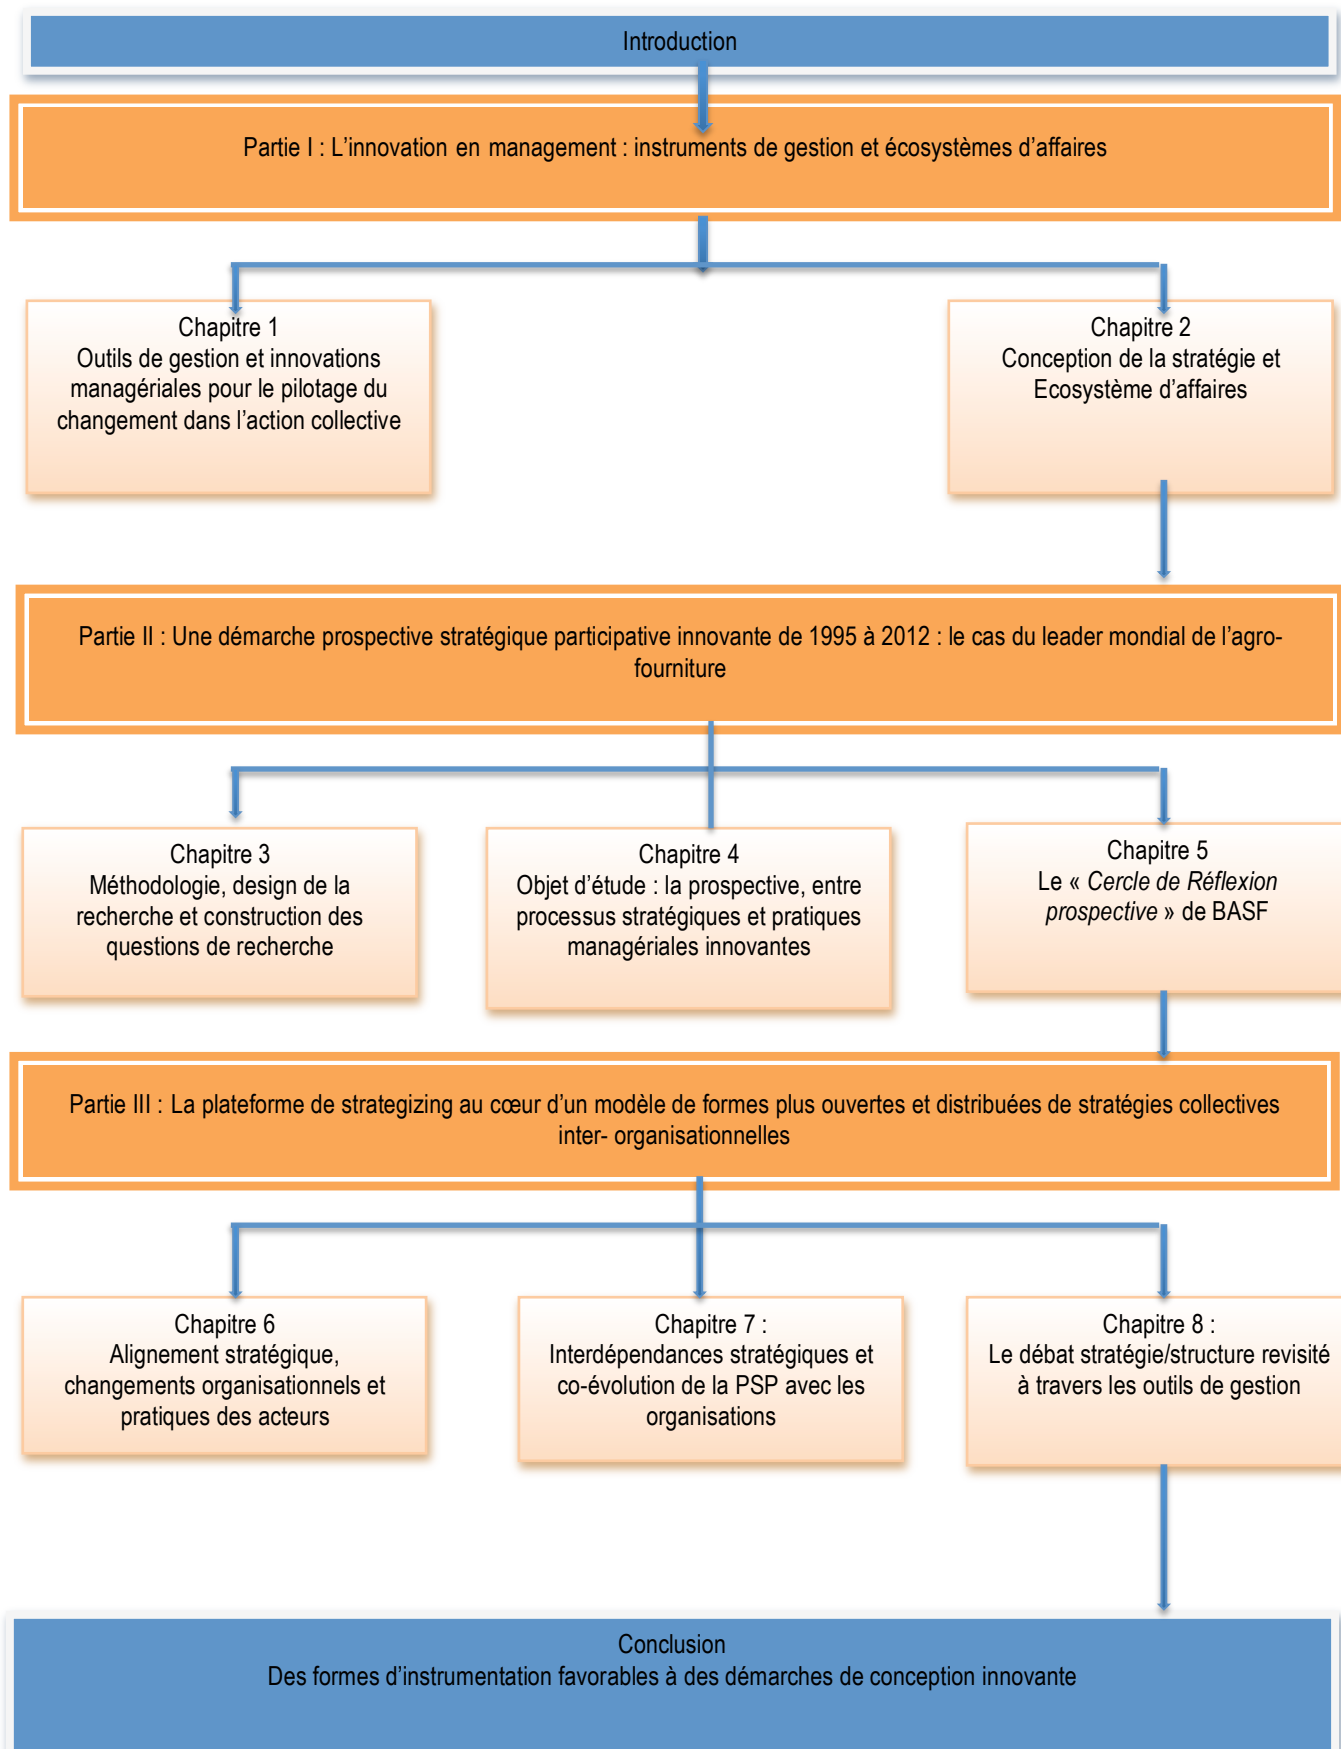 Introduction
Partie I : L’innovation en management : instruments de gestion et écosystèmes d’affaires
Chapitre 1
Outils de gestion et innovations
managériales pour le pilotage du
changement dans l’action collective
Chapitre 2
Conception de la stratégie et
Ecosystème d’affaires
Partie II : Une démarche prospective stratégique participative innovante de 1995 à 2012 : le cas du leader mondial de l’agro-
fourniture
Chapitre 3
Méthodologie, design de la
recherche et construction des
questions de recherche
Chapitre 4
Objet d’étude : la prospective, entre
processus stratégiques et pratiques
managériales innovantes
Chapitre 5
Le « Cercle de Réflexion
prospective » de BASF
Partie III : La plateforme de strategizing au cœur d’un modèle de formes plus ouvertes et distribuées de stratégies collectives
inter- organisationnelles
Chapitre 6
Alignement stratégique,
changements organisationnels et
pratiques des acteurs
Chapitre 7 :
Interdépendances stratégiques et
co-évolution de la PSP avec les
organisations
Chapitre 8 :
Le débat stratégie/structure revisité
à travers les outils de gestion
Conclusion
Des formes d’instrumentation favorables à des démarches de conception innovante